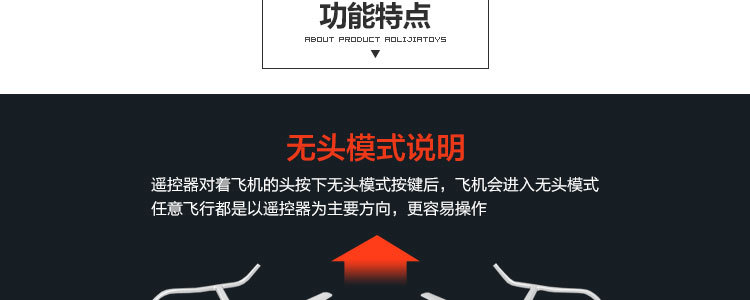 功能特点
ABOUT PRODUCT AOLIJIATOYS
无头模式说明
遥控器对着飞机的头按下无头模式按键后，飞机会进入无头模式
任意飞行都是以遥控器为主要方向，更容易操作